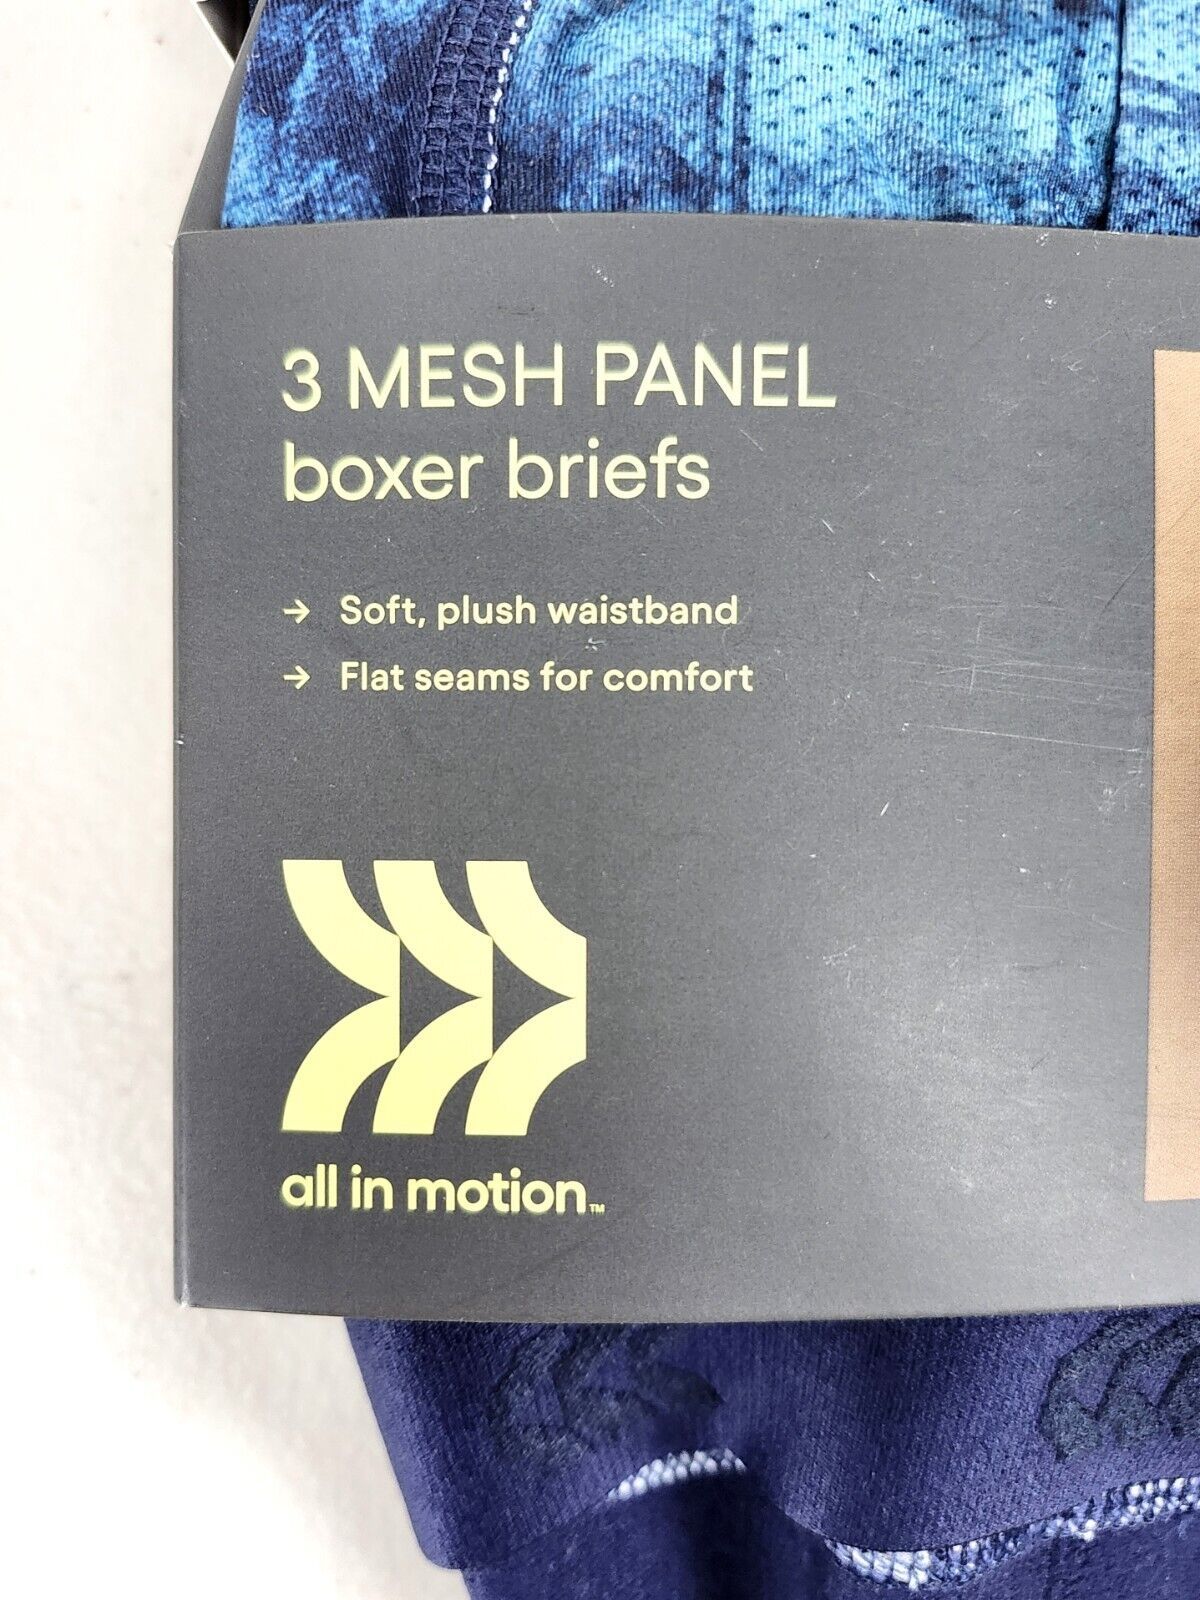 3 MESH PANEL
boxer briefs
→ Soft, plush waistband
→ Flat seams for comfort
all in motion™